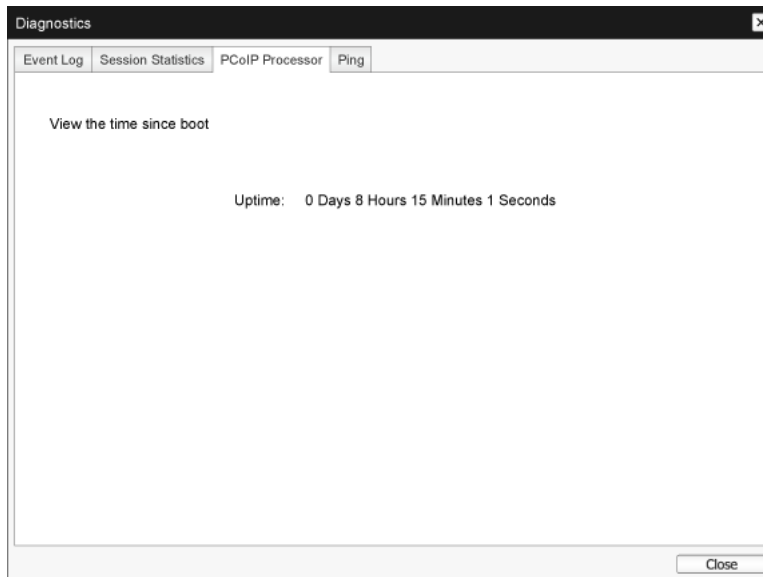 Diagnostics
Event Log Session Statistics PCoIP Processor Ping
View the time since boot
Uptime: 0 Days 8 Hours 15 Minutes 1 Seconds
Close